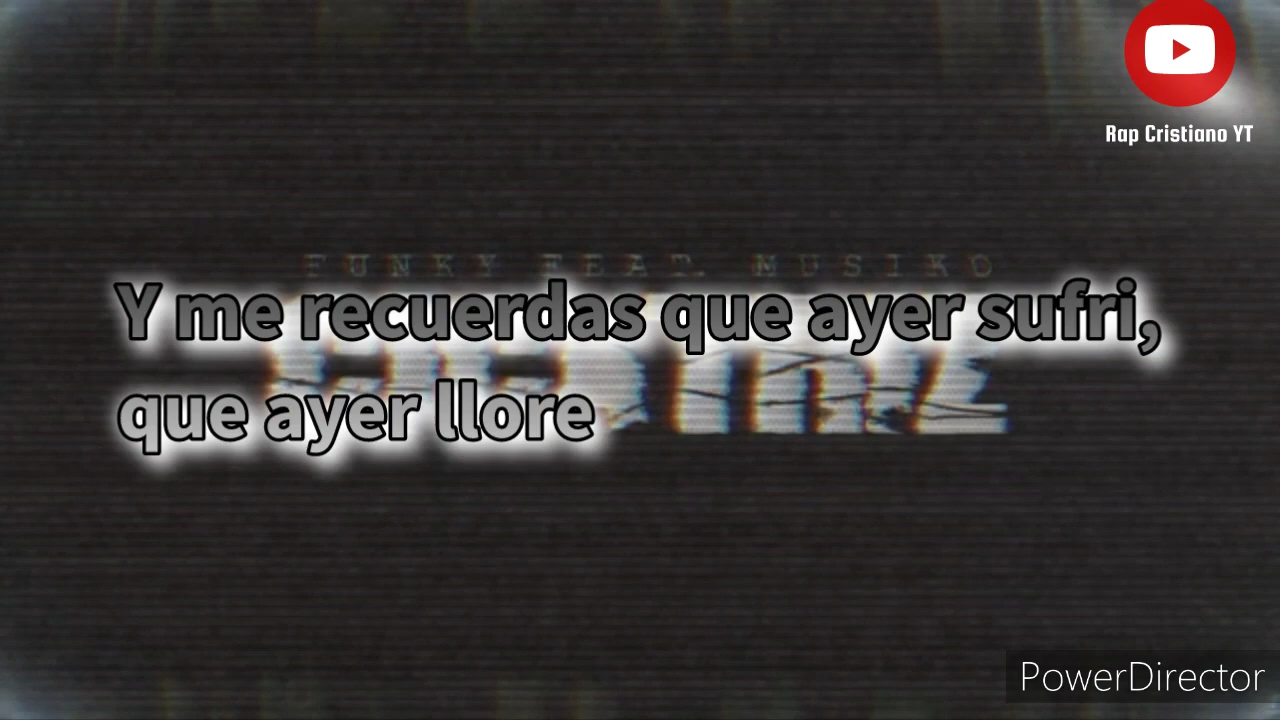 Rap Cristiano YT
FUNKY FEAT. MUSIKO
Y me recuerdas que ayer sufri,
que ayer llore
PowerDirector